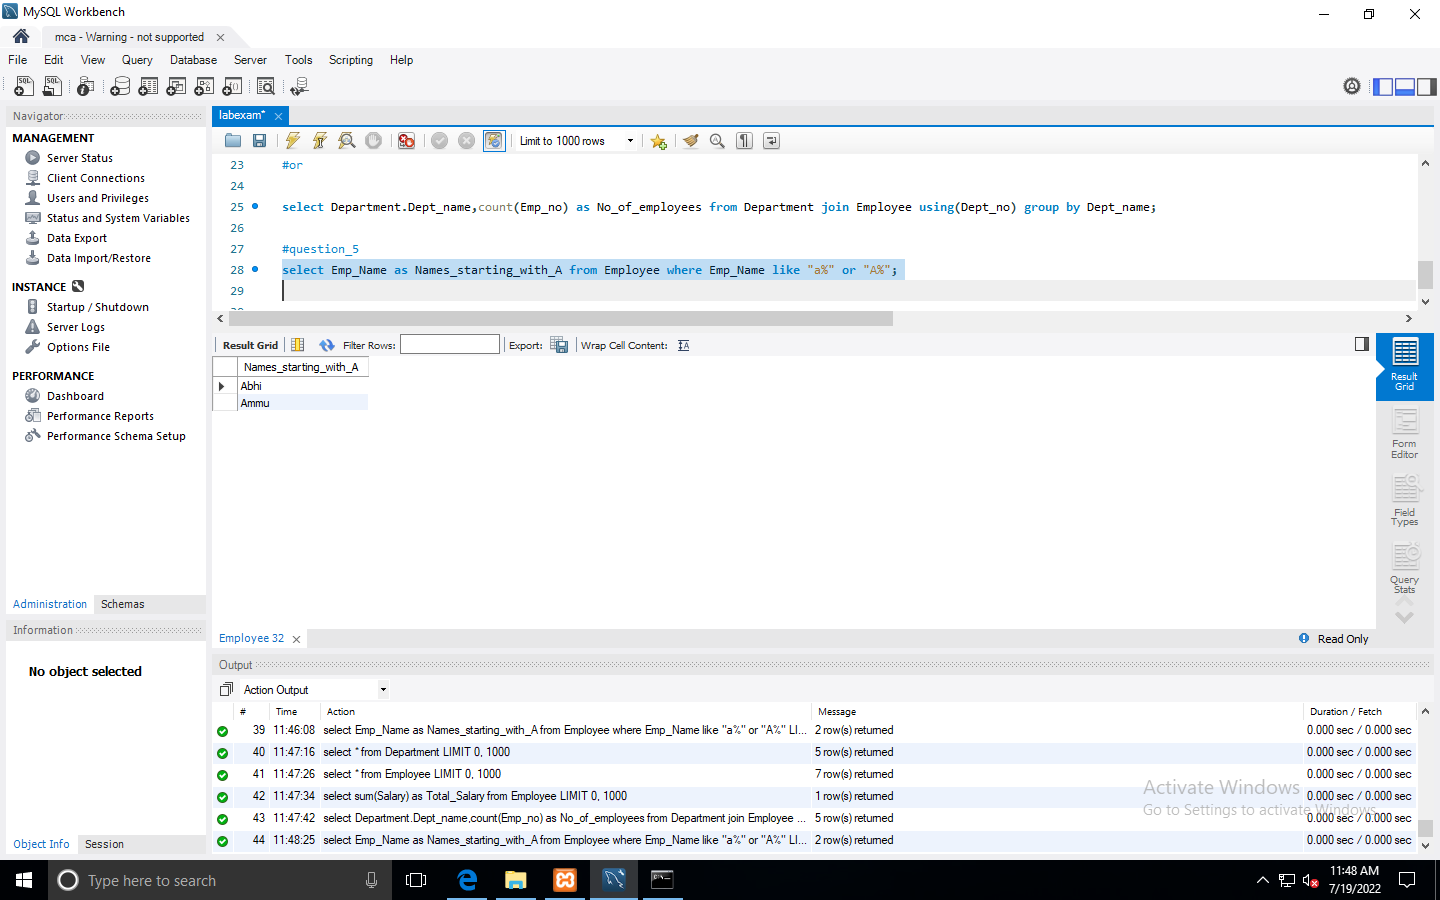 MySQL Workbench
mca - Warning - not supported
File Edit View Query Database Server Tools Scripting Help
Navigator
MANAGEMENT
Server Status
Client Connections
Users and Privileges
Status and System Variables
Data Export
Data Import/Restore
INSTANCE
Startup / Shutdown
Server Logs
Options File
PERFORMANCE
Dashboard
Performance Reports
Performance Schema Setup
Administration Schemas
Information
No object selected
Object Info Session
labexam*
Limit to 1000 rows
23 #or
24
25 select Department.Dept_name,count(Emp_no) as No_of_employees from Department join Employee using(Dept_no) group by Dept_name;
26
27 #question_5
28 select Emp_Name as Names_starting_with_A from Employee where Emp_Name like "a%" or "A%";
29
Result Grid Filter Rows: Export: Wrap Cell Content:
Names_starting_with_A
Abhi
Ammu
Result
Grid
Form
Editor
Field
Types
Query
Stats
Employee 32
Read Only
Output
Action Output
# Time Action Message Duration / Fetch
39 11:46:08 select Emp_Name as Names_starting_with_A from Employee where Emp_Name like "a%" or "A%" LI... 2 row(s) returned 0.000 sec / 0.000 sec
40 11:47:16 select * from Department LIMIT 0, 1000 5 row(s) returned 0.000 sec / 0.000 sec
41 11:47:26 select * from Employee LIMIT 0, 1000 7 row(s) returned 0.000 sec / 0.000 sec
42 11:47:34 select sum(Salary) as Total_Salary from Employee LIMIT 0, 1000 1 row(s) returned 0.000 sec / 0.000 sec
43 11:47:42 select Department.Dept_name,count(Emp_no) as No_of_employees from Department join Employee ... 5 row(s) returned 0.000 sec / 0.000 sec
44 11:48:25 select Emp_Name as Names_starting_with_A from Employee where Emp_Name like "a%" or "A%" LI... 2 row(s) returned 0.000 sec / 0.000 sec
Activate Windows
Go to Settings to activate Windows.
Type here to search
11:48 AM
7/19/2022